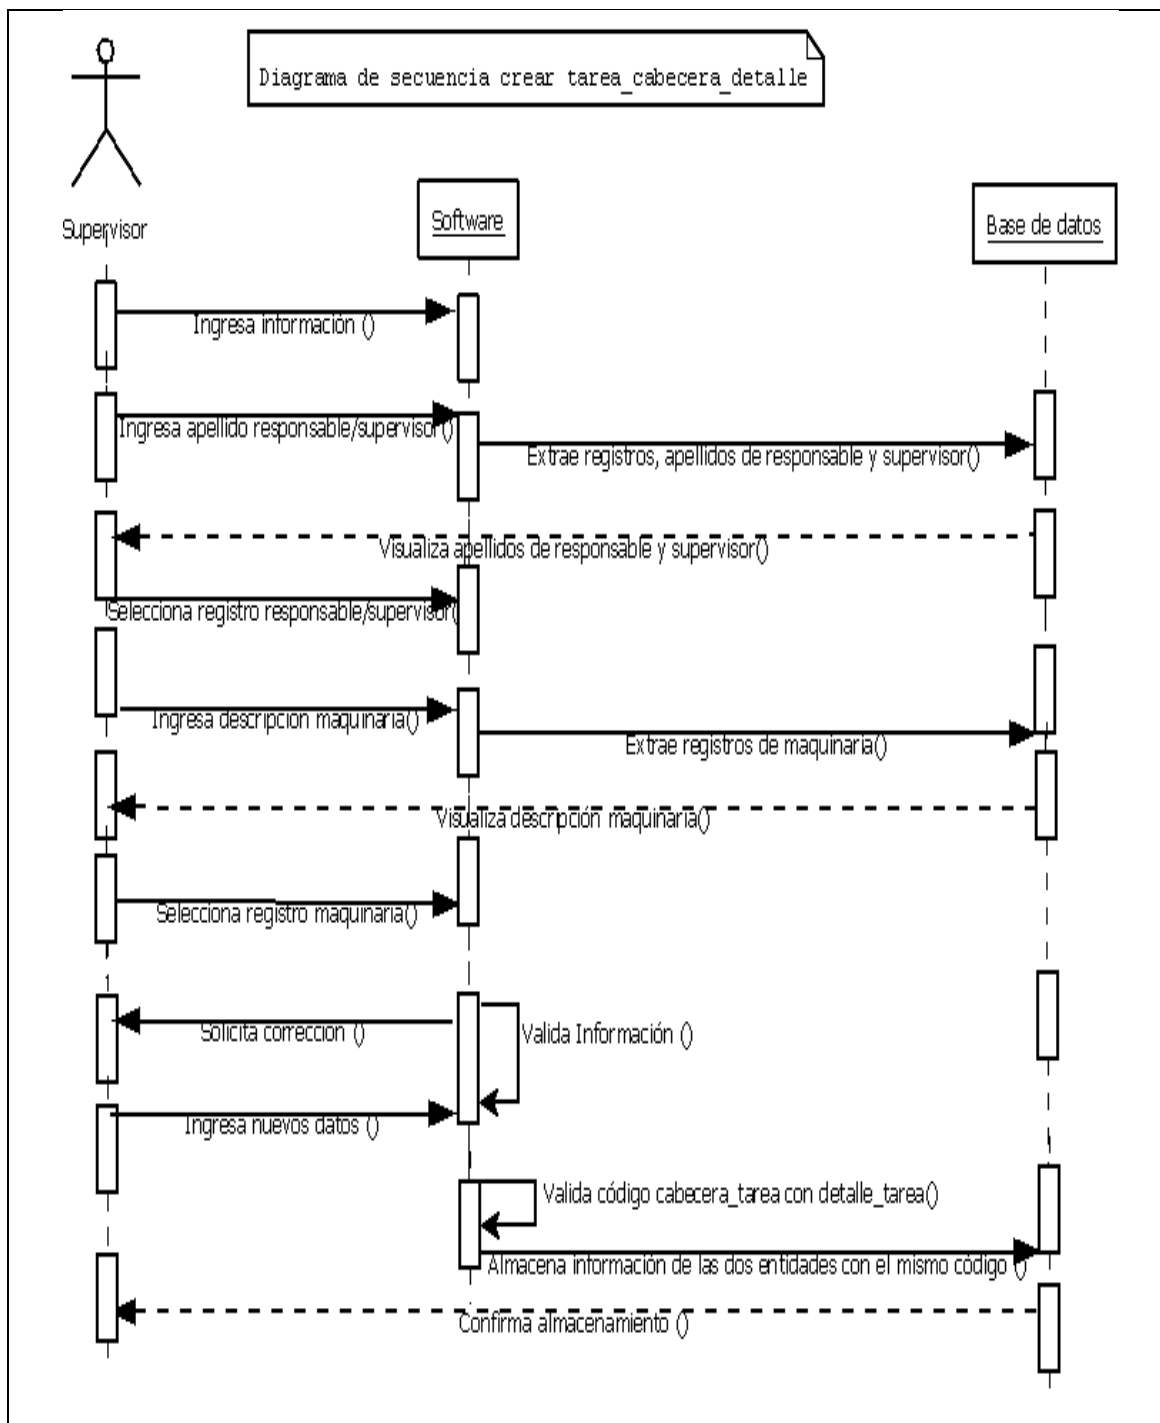 Diagrama de secuencia crear tarea_cabecera_detalle
Supervisor
Software
Base de datos
Ingresa información ()
Ingresa apellido responsable/supervisor()
Extrae registros, apellidos de responsable y supervisor()
Visualiza apellidos de responsable y supervisor()
Selecciona registro responsable/supervisor(
Ingresa descripción maquinaria()
Extrae registros de maquinaria()
Visualiza descripción maquinaria()
Selecciona registro maquinaria()
Solicita corrección ()
Valida Información ()
Ingresa nuevos datos ()
Valida código cabecera_tarea con detalle_tarea()
Almacena información de las dos entidades con el mismo código ()
Confirma almacenamiento ()